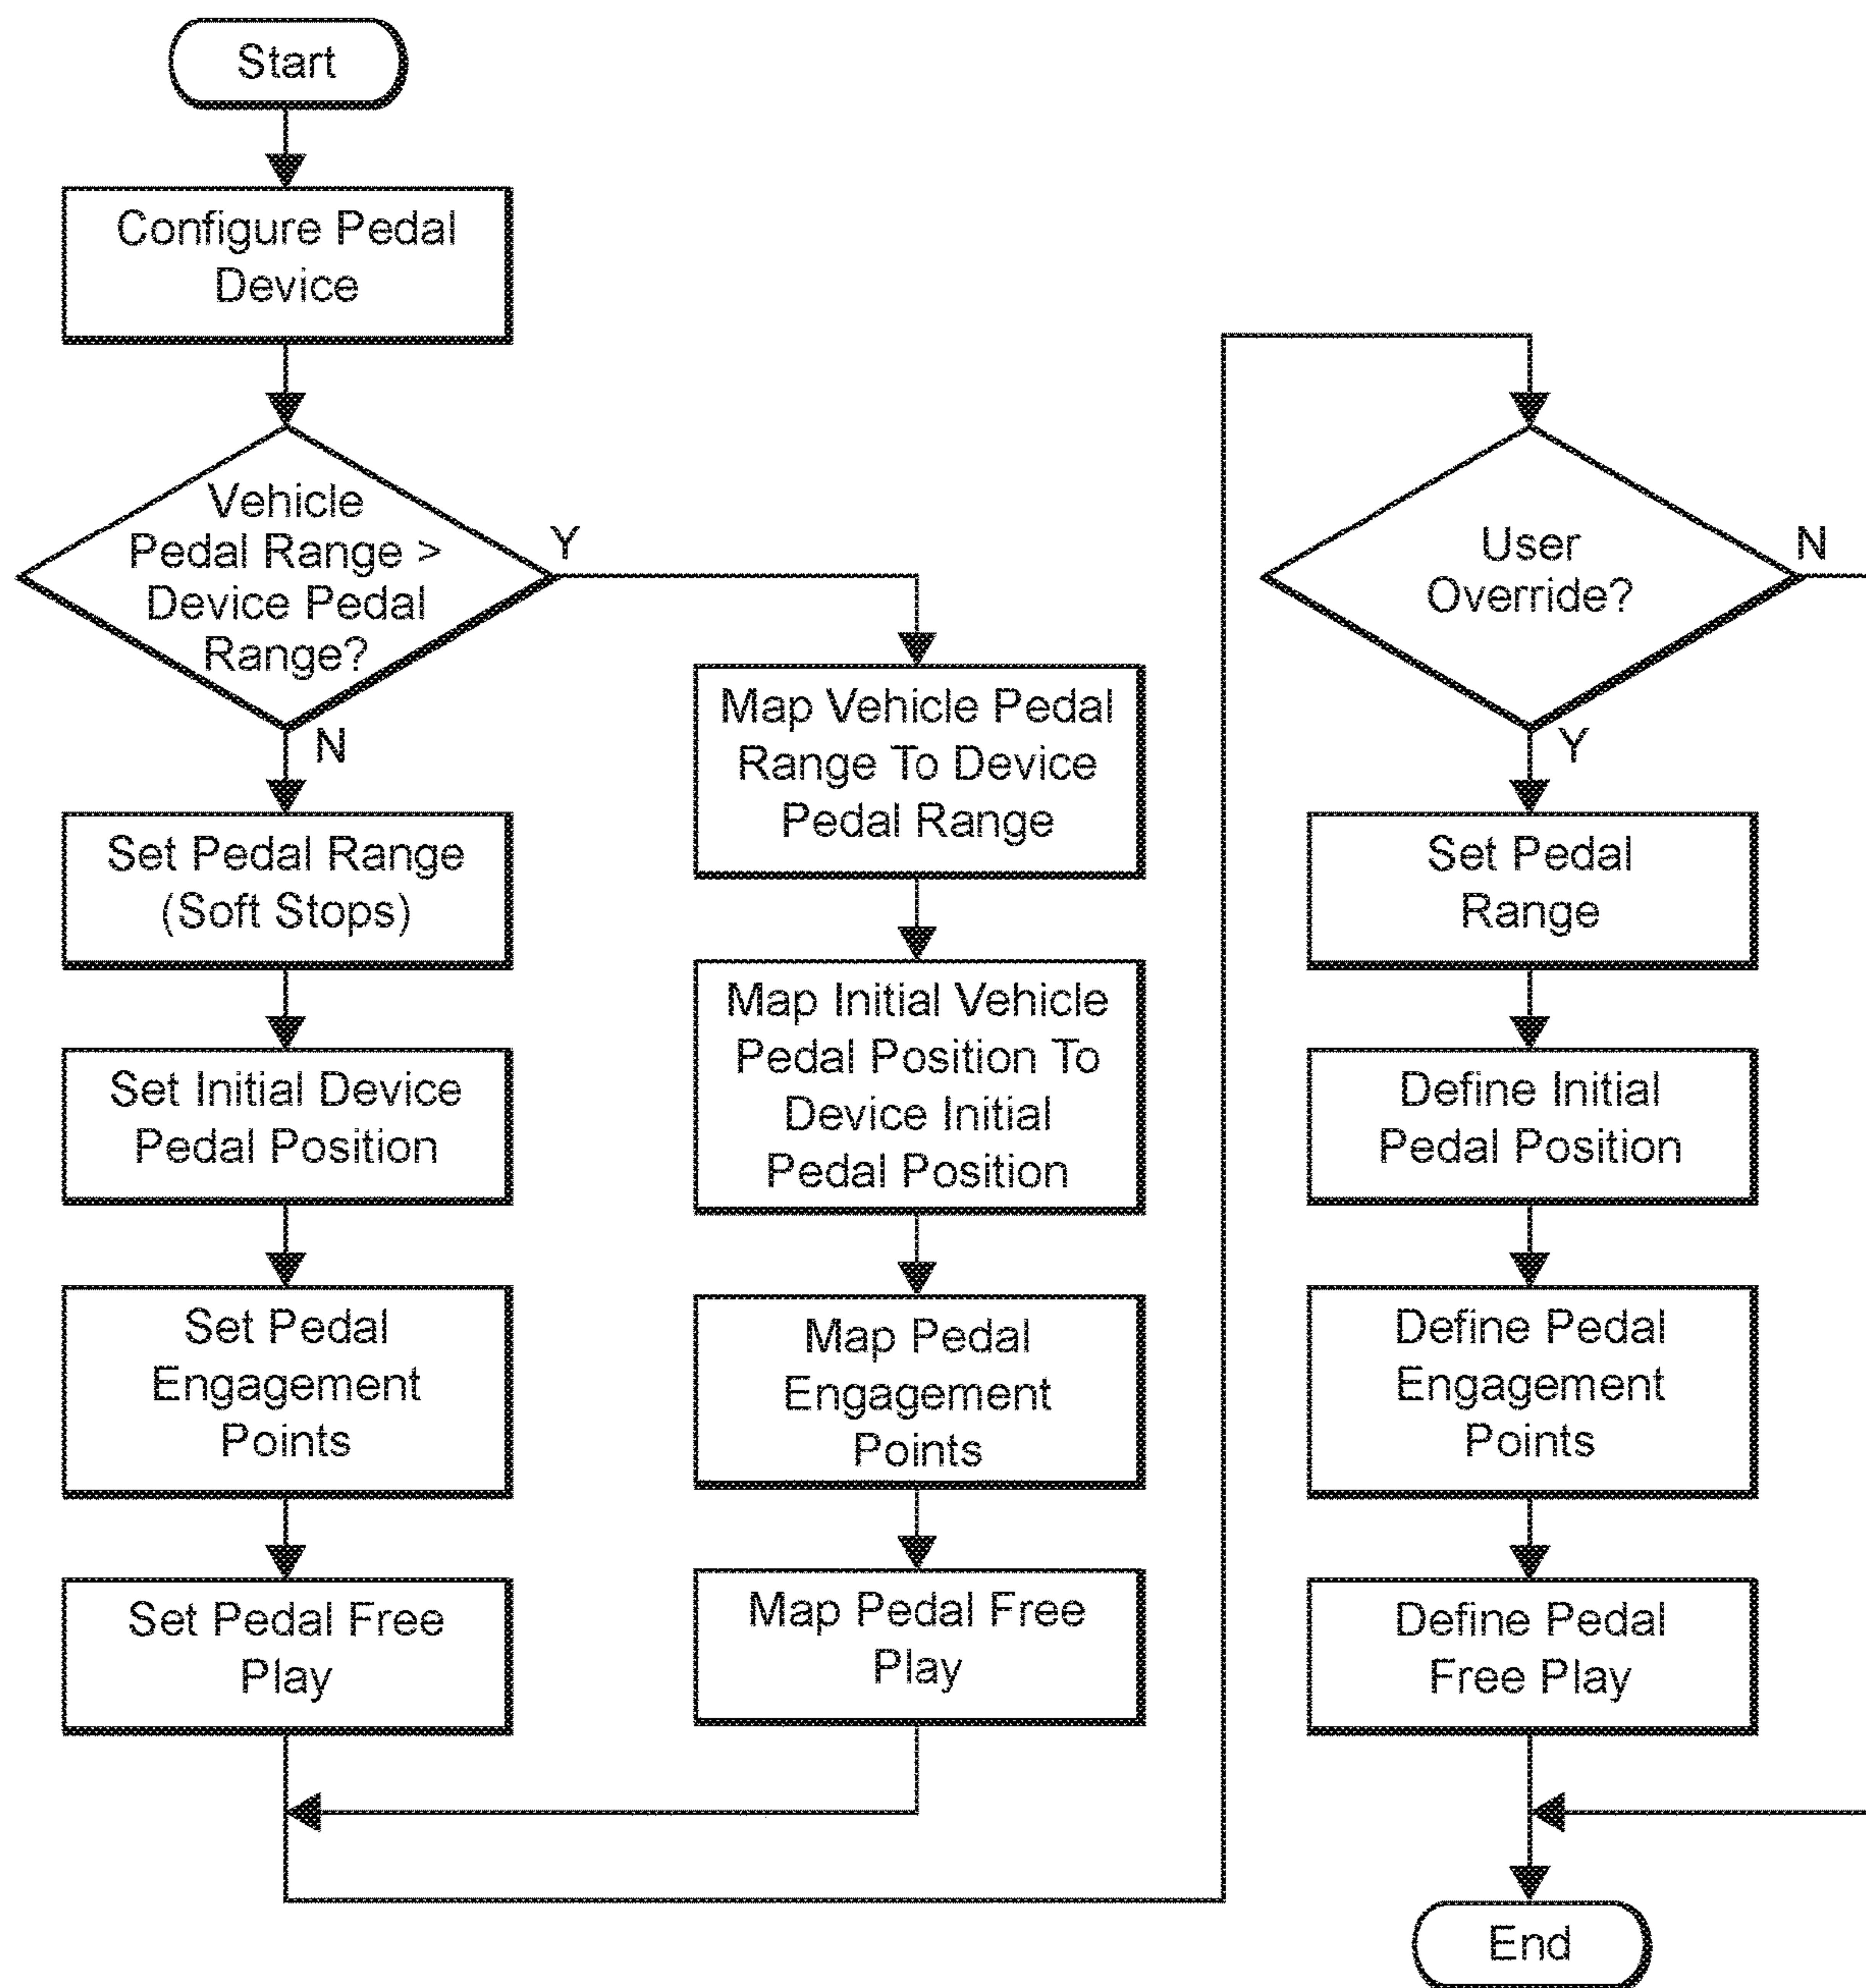 Start
Configure Pedal
Device
Vehicle
Pedal Range >
Device Pedal
Range?
Y
N
Set Pedal Range
(Soft Stops)
Set Initial Device
Pedal Position
Set Pedal
Engagement
Points
Set Pedal Free
Play
Map Vehicle Pedal
Range To Device
Pedal Range
Map Initial Vehicle
Pedal Position To
Device Initial
Pedal Position
Map Pedal
Engagement
Points
Map Pedal Free
Play
User
Override?
N
Y
Set Pedal
Range
Define Initial
Pedal Position
Define Pedal
Engagement
Points
Define Pedal
Free Play
End